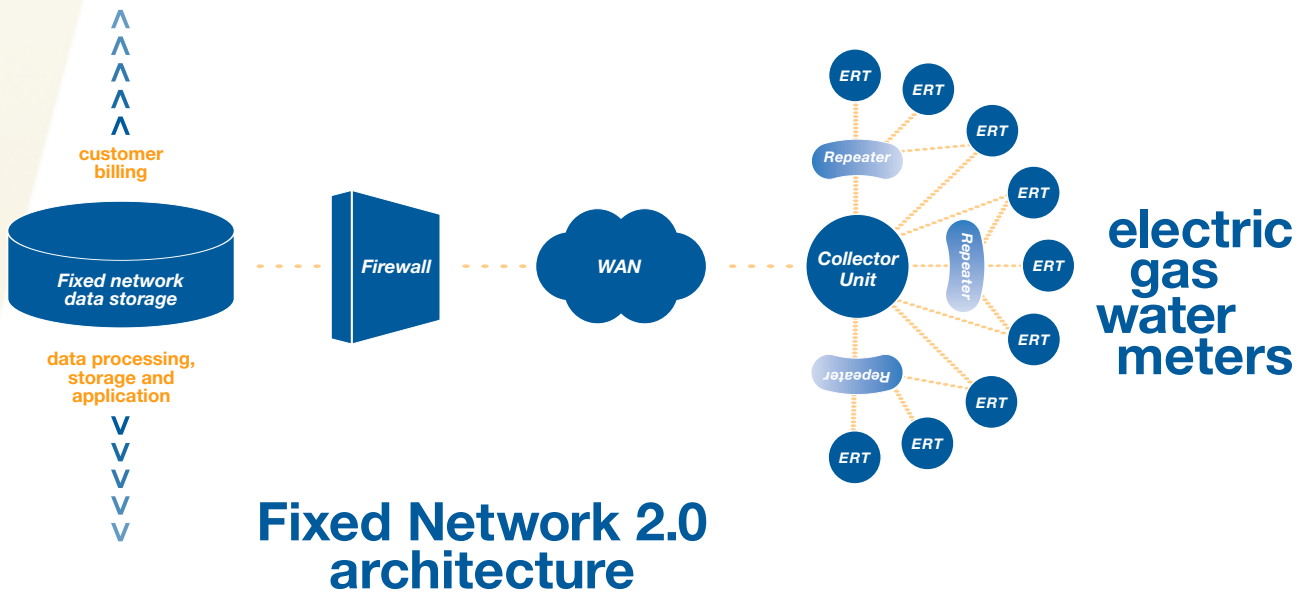 customer
billing
Fixed network
data storage
data processing,
storage and
application
Firewall
WAN
Collector
Unit
Repeater
Repeater
Repeater
ERT
ERT
ERT
ERT
ERT
ERT
ERT
ERT
ERT
electric
gas
water
meters
Fixed Network 2.0
architecture